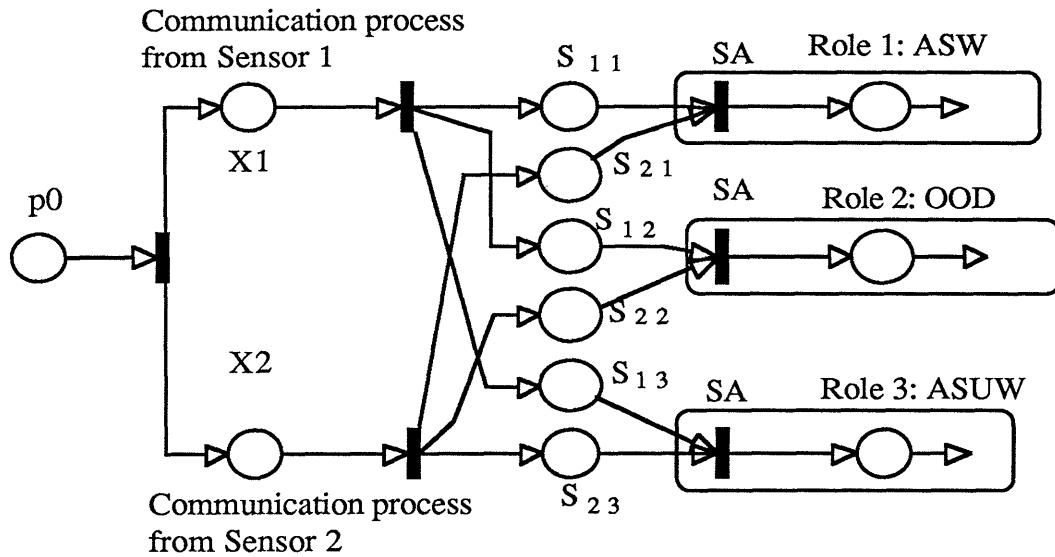 Communication process
from Sensor 1
S 1 1
SA
Role 1: ASW
X1
S 2 1
p0
SA
Role 2: OOD
S 1 2
S 2 2
X2
S 1 3
SA
Role 3: ASUW
S 2 3
Communication process
from Sensor 2